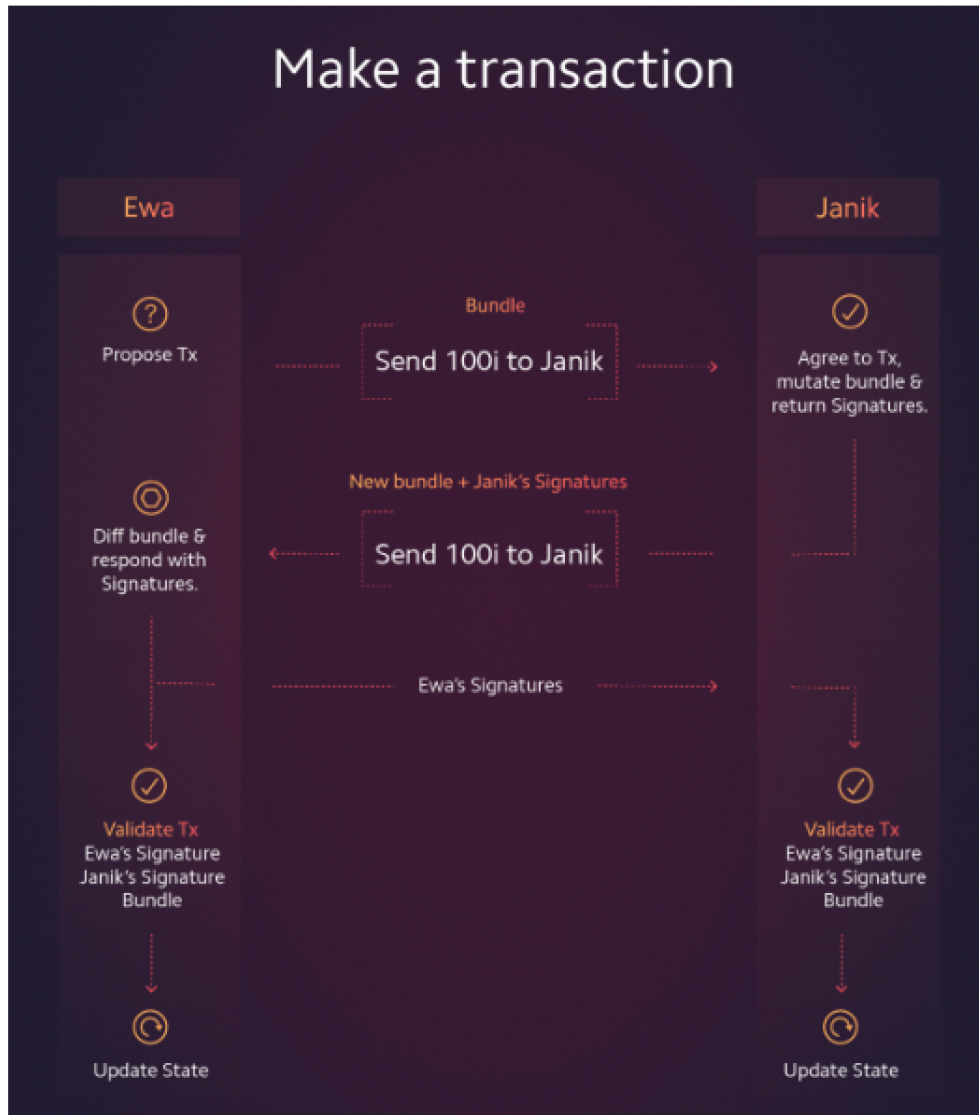 Make a transaction
Ewa
Janik
?
Propose Tx
Bundle
Send 100i to Janik
Agree to Tx,
mutate bundle &
return Signatures.
New bundle + Janik's Signatures
Send 100i to Janik
Diff bundle &
respond with
Signatures.
Ewa's Signatures
Validate Tx
Ewa's Signature
Janik's Signature
Bundle
Validate Tx
Ewa's Signature
Janik's Signature
Bundle
Update State
Update State